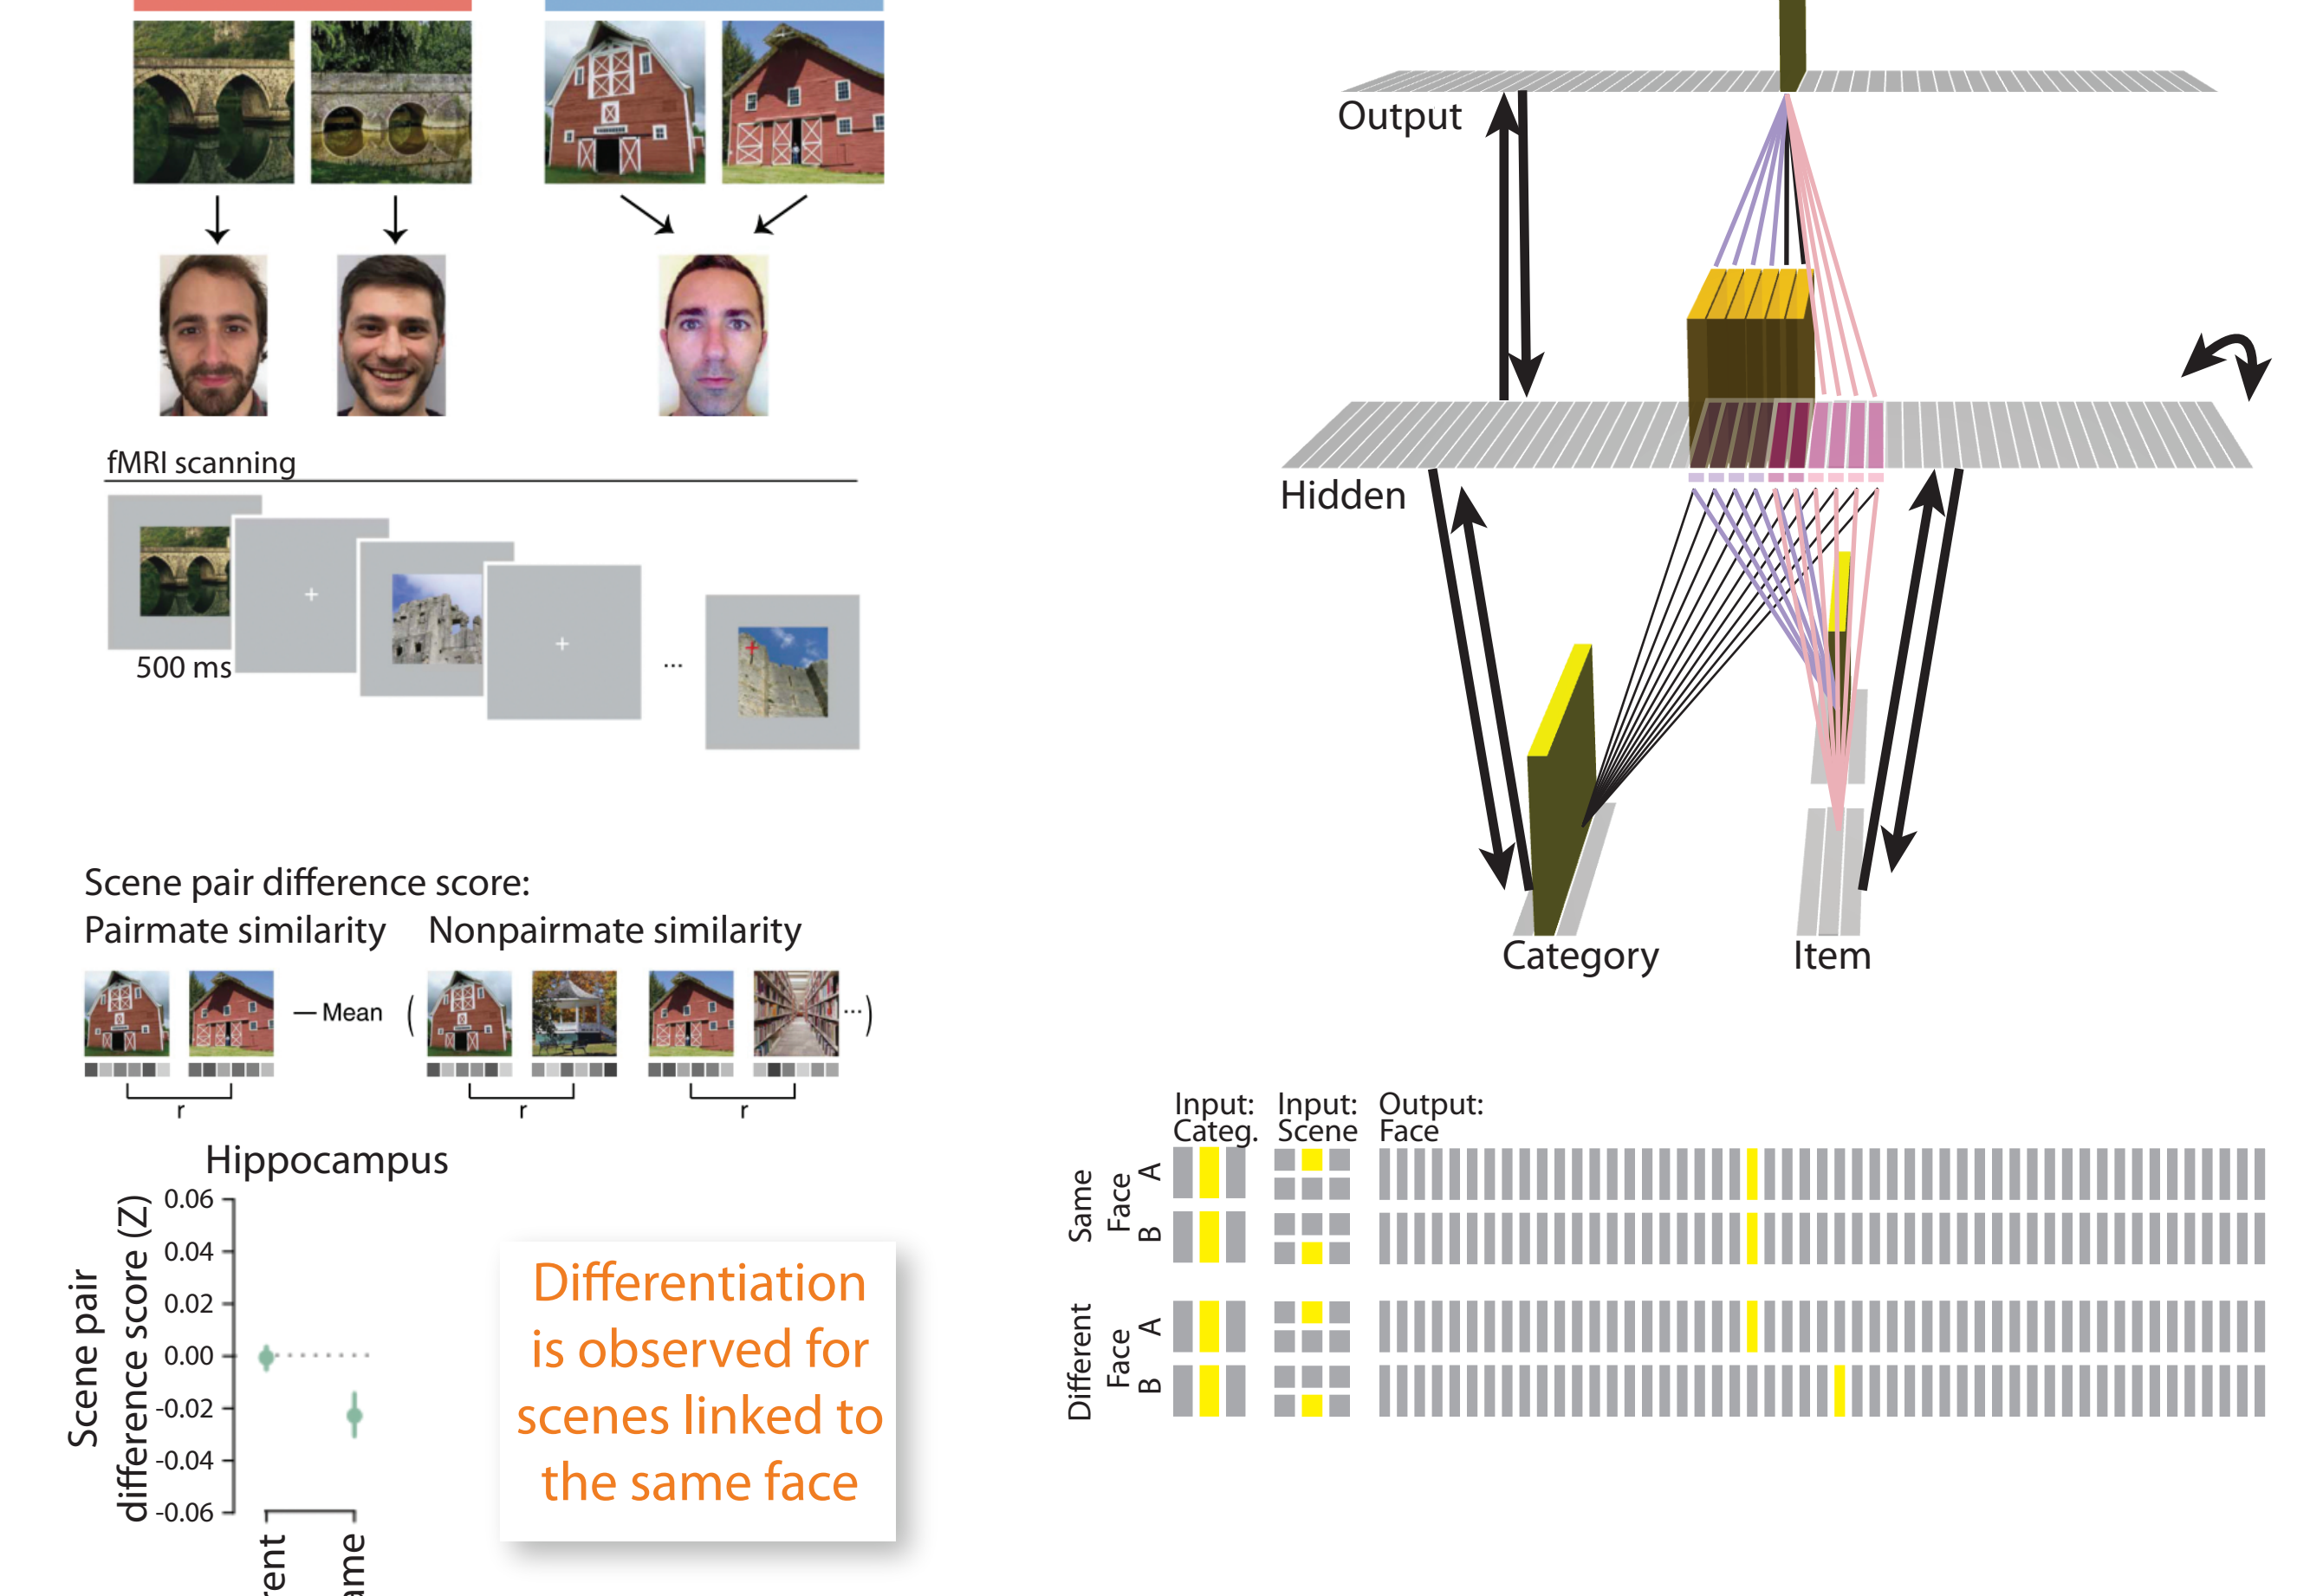 fMRI scanning
500 ms
...
Scene pair difference score:
Pairmate similarity
Nonpairmate similarity
— Mean ( ... )
r
r
r
Hippocampus
Scene pair
difference score (Z)
0.06
0.04
0.02
0.00
-0.02
-0.04
-0.06
Differentiation
is observed for
scenes linked to
the same face
Output
Hidden
Category
Item
Input:
Categ.
Input:
Scene
Output:
Face
Same
Face
A
B
Different
Face
A
B